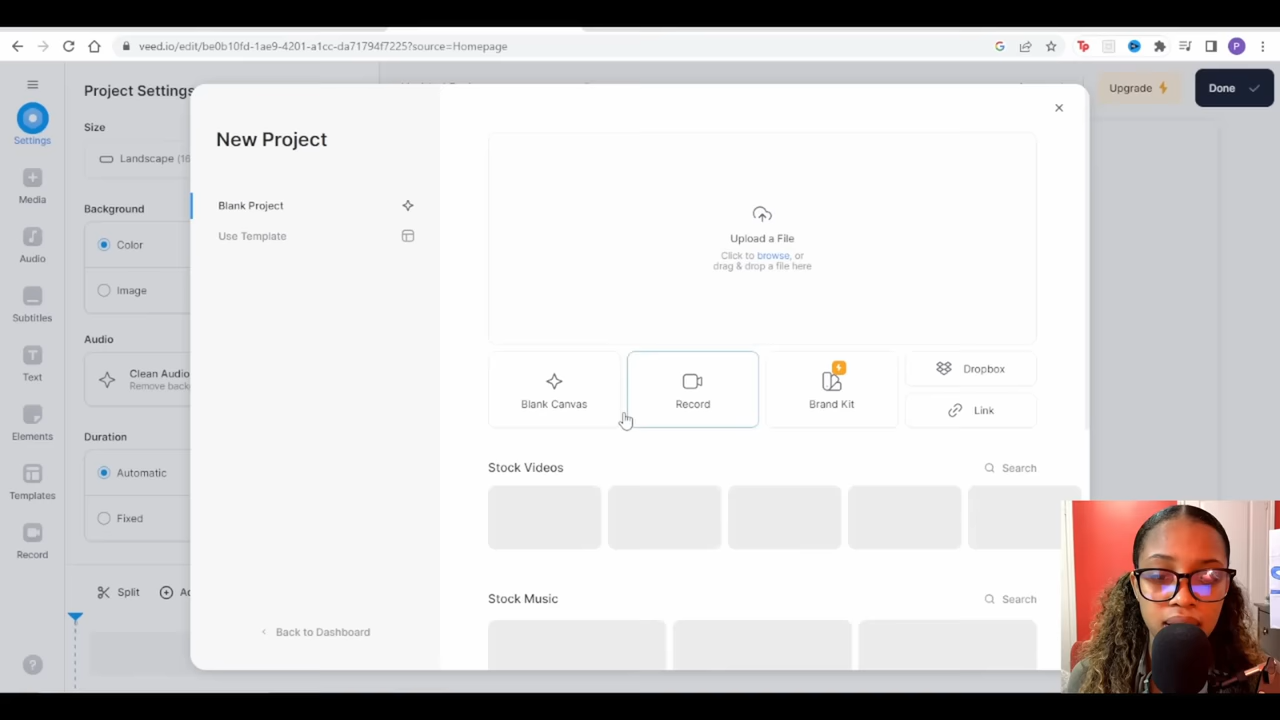 veed.io/edit/be0b10fd-1ae9-4201-a1cc-da71794f7225?source=Homepage
G
Tp
P
Project Settings
Upgrade
Done
Settings
Size
Landscape (16
Media
Background
Color
Audio
Image
Subtitles
Audio
Clean Audio
Remove back
Text
Elements
Duration
Automatic
Templates
Fixed
Record
Split
?
New Project
Blank Project
Use Template
Back to Dashboard
Upload a File
Click to browse, or
drag & drop a file here
Blank Canvas
Record
Brand Kit
Dropbox
Link
Stock Videos
Search
Stock Music
Search